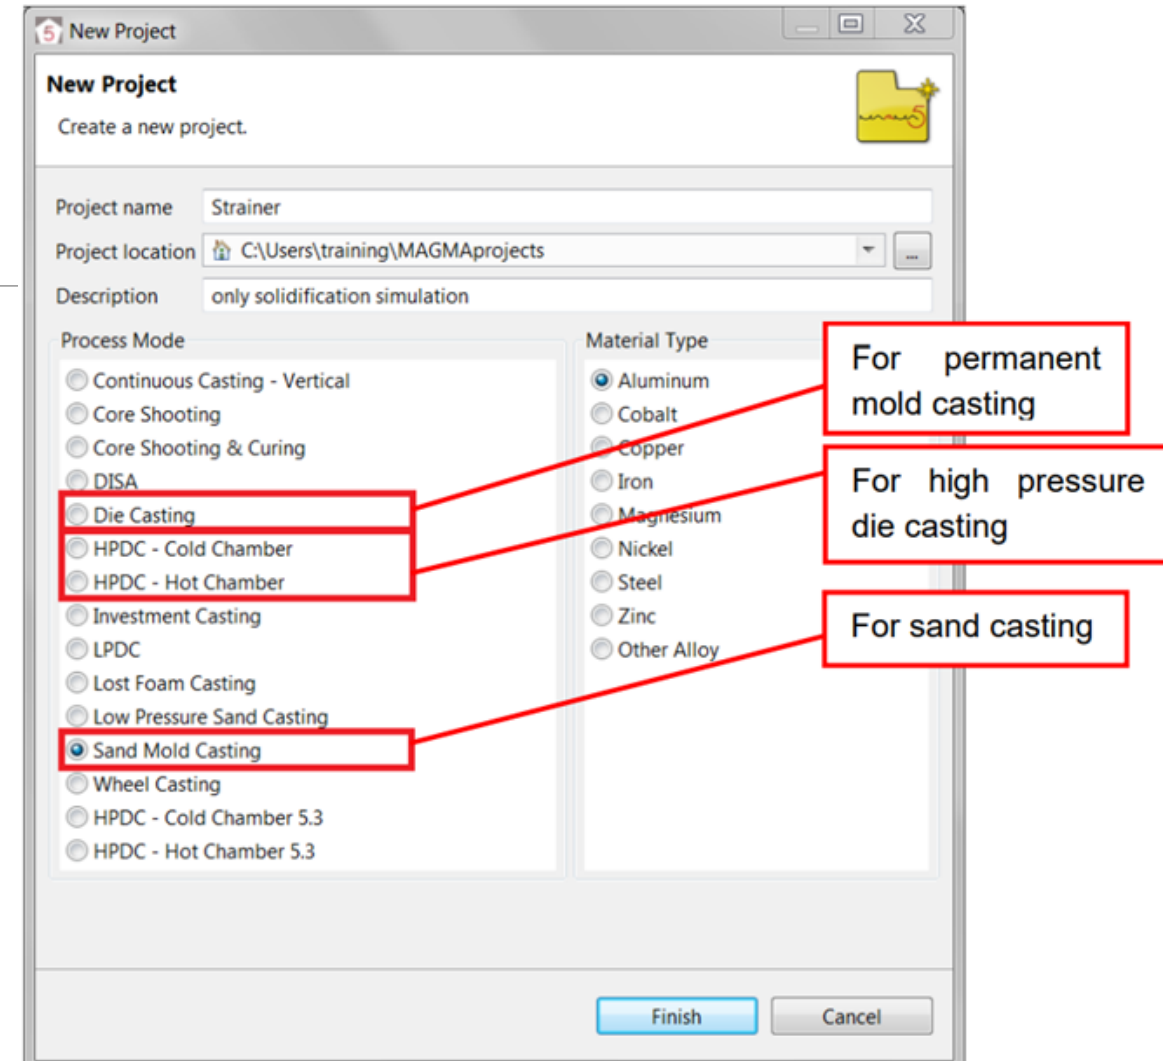 5 New Project
New Project
Create a new project.
5
Project name Strainer
Project location C:\Users\training\MAGMAprojects ...
Description only solidification simulation
Process Mode
Continuous Casting - Vertical
Core Shooting
Core Shooting & Curing
DISA
Die Casting
HPDC - Cold Chamber
HPDC - Hot Chamber
Investment Casting
LPDC
Lost Foam Casting
Low Pressure Sand Casting
Sand Mold Casting
Wheel Casting
HPDC - Cold Chamber 5.3
HPDC - Hot Chamber 5.3
Material Type
Aluminum
Cobalt
Copper
Iron
Magnesium
Nickel
Steel
Zinc
Other Alloy
For permanent
mold casting
For high pressure
die casting
For sand casting
Finish Cancel